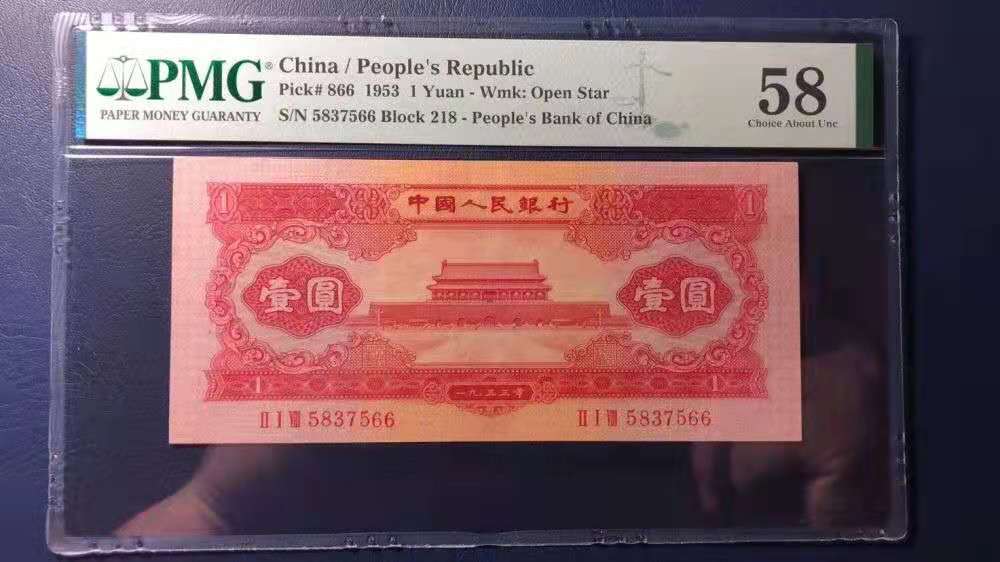 PMG®
PAPER MONEY GUARANTY
China / People's Republic
Pick# 866 1953 1 Yuan - Wmk: Open Star
S/N 5837566 Block 218 - People's Bank of China
58
Choice About Unc
1 中國人民銀行 1
壹圓 壹圓
1 一九五三年 1
II I VIII 5837566 II I VIII 5837566